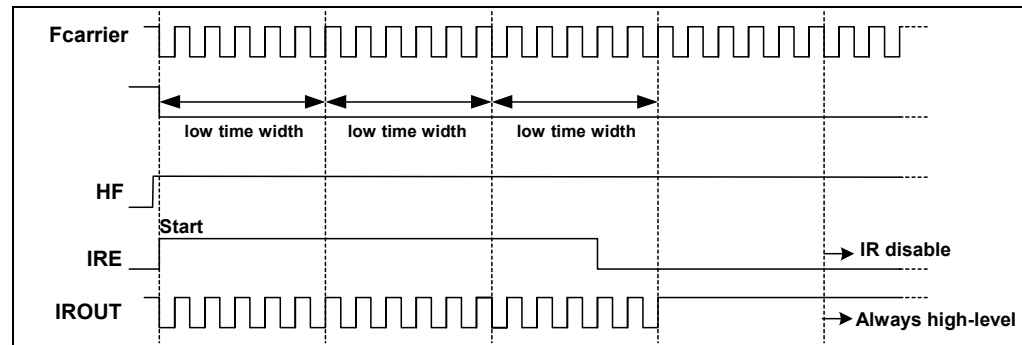 Fcarrier
low time width low time width low time width
HF
Start
IRE
IR disable
IROUT
Always high-level